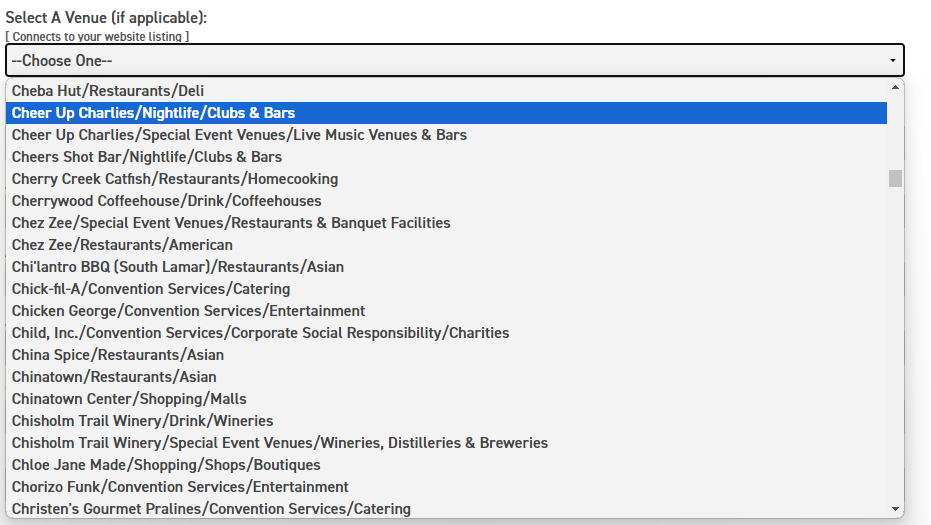 Select A Venue (if applicable):
[ Connects to your website listing ]
--Choose One--
Cheba Hut/Restaurants/Deli
Cheer Up Charlies/Nightlife/Clubs & Bars
Cheer Up Charlies/Special Event Venues/Live Music Venues & Bars
Cheers Shot Bar/Nightlife/Clubs & Bars
Cherry Creek Catfish/Restaurants/Homecooking
Cherrywood Coffeehouse/Drink/Coffeehouses
Chez Zee/Special Event Venues/Restaurants & Banquet Facilities
Chez Zee/Restaurants/American
Chi'lantro BBQ (South Lamar)/Restaurants/Asian
Chick-fil-A/Convention Services/Catering
Chicken George/Convention Services/Entertainment
Child, Inc./Convention Services/Corporate Social Responsibility/Charities
China Spice/Restaurants/Asian
Chinatown/Restaurants/Asian
Chinatown Center/Shopping/Malls
Chisholm Trail Winery/Drink/Wineries
Chisholm Trail Winery/Special Event Venues/Wineries, Distilleries & Breweries
Chloe Jane Made/Shopping/Shops/Boutiques
Chorizo Funk/Convention Services/Entertainment
Christen's Gourmet Pralines/Convention Services/Catering